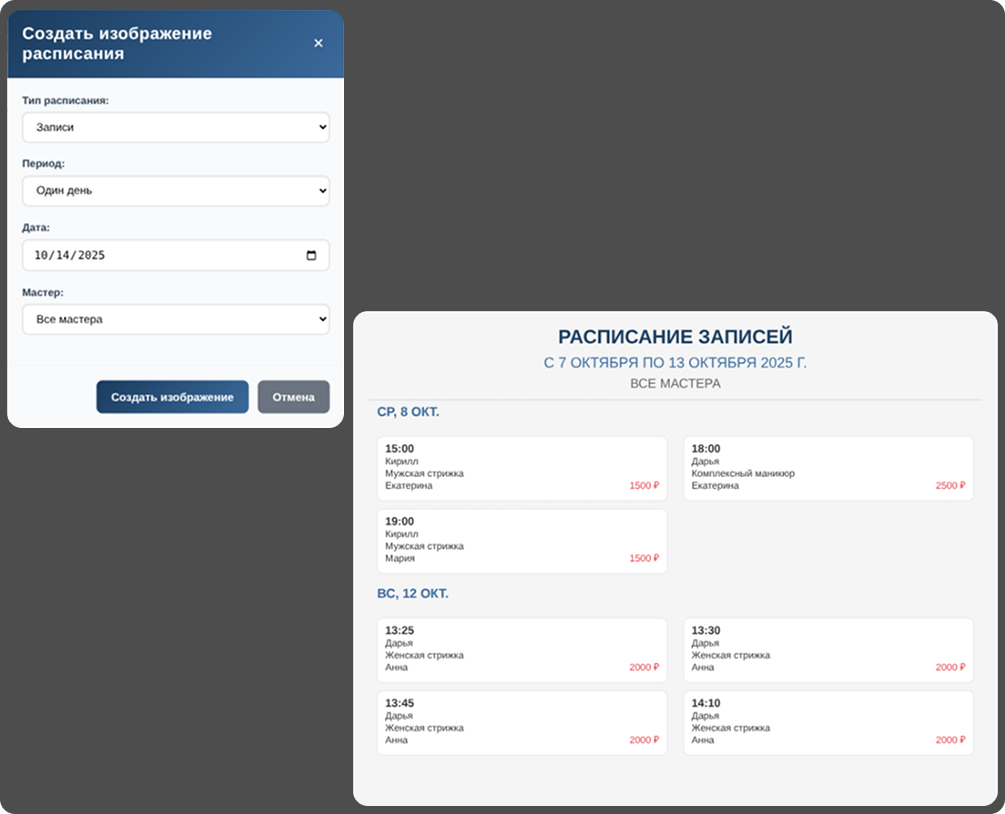 Создать изображение
расписания
×
Тип расписания:
Записи
Период:
Один день
Дата:
10/14/2025
Мастер:
Все мастера
Создать изображение
Отмена
РАСПИСАНИЕ ЗАПИСЕЙ
С 7 ОКТЯБРЯ ПО 13 ОКТЯБРЯ 2025 Г.
ВСЕ МАСТЕРА
СР, 8 ОКТ.
15:00
Кирилл
Мужская стрижка
Екатерина 1500 ₽
18:00
Дарья
Комплексный маникюр
Екатерина 2500 ₽
19:00
Кирилл
Мужская стрижка
Мария 1500 ₽
ВС, 12 ОКТ.
13:25
Дарья
Женская стрижка
Анна 2000 ₽
13:30
Дарья
Женская стрижка
Анна 2000 ₽
13:45
Дарья
Женская стрижка
Анна 2000 ₽
14:10
Дарья
Женская стрижка
Анна 2000 ₽